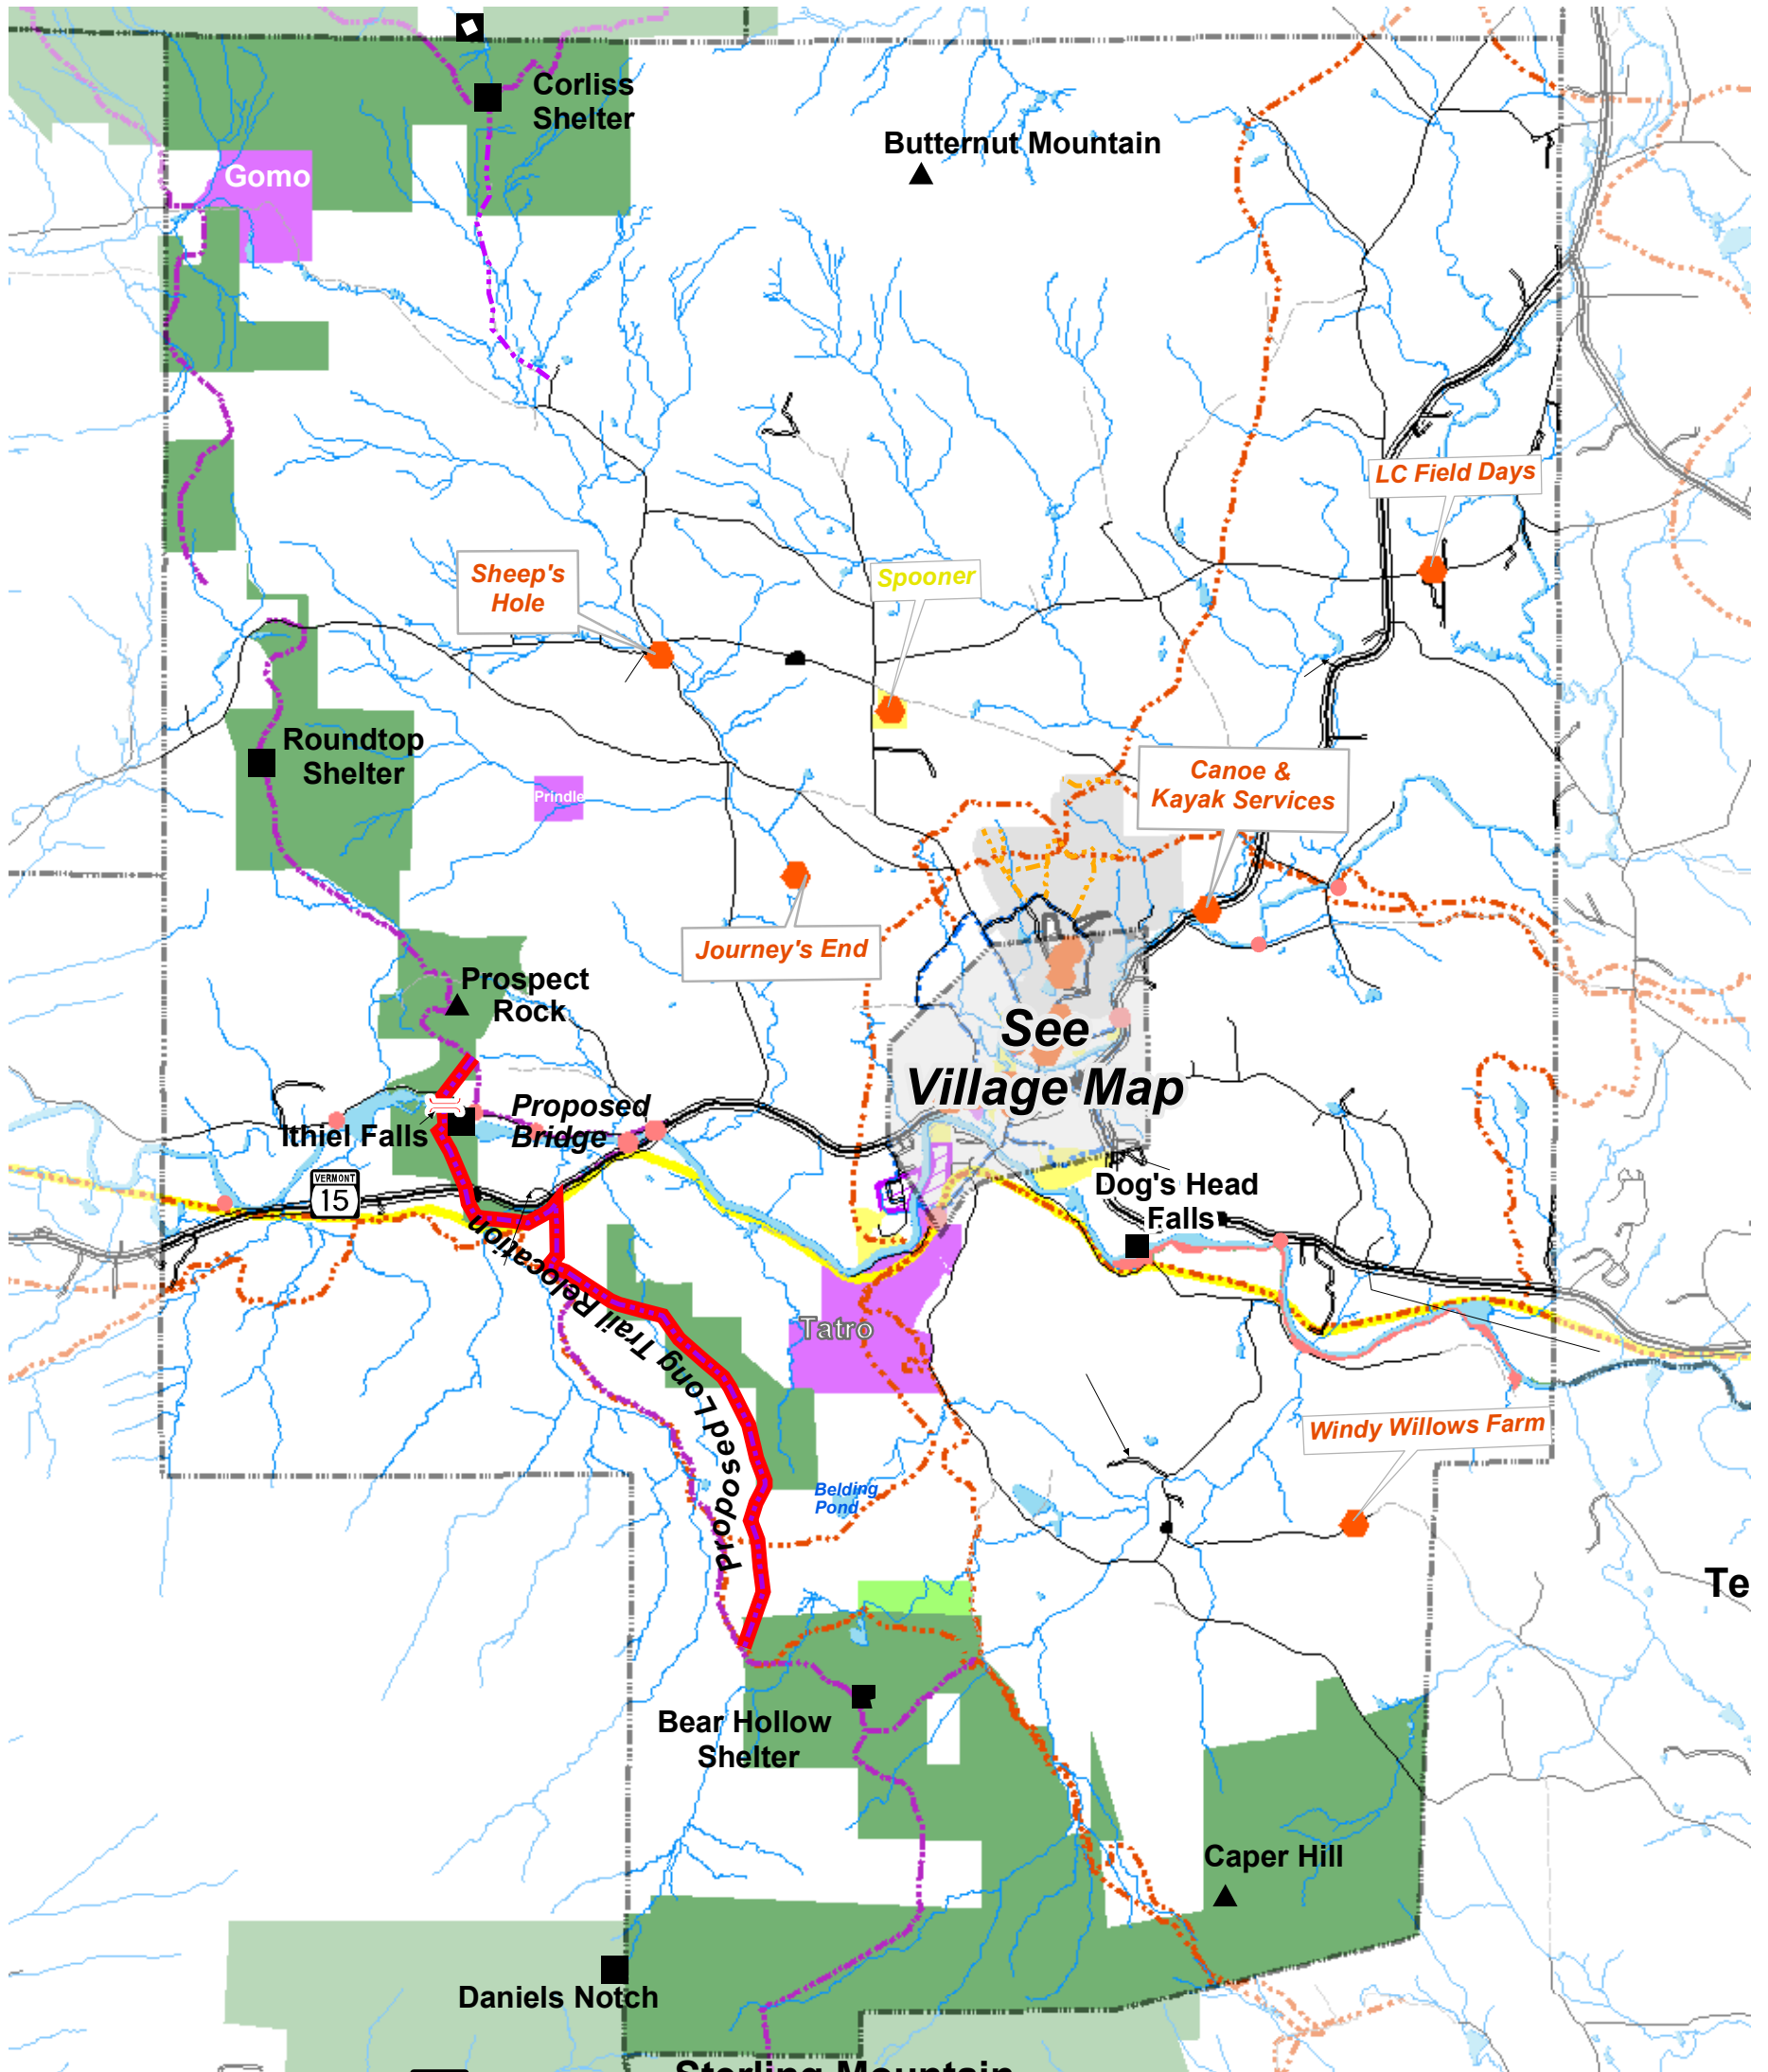 Corliss
Shelter
Butternut Mountain
Gomo
LC Field Days
Sheep's
Hole
Spooner
Roundtop
Shelter
Canoe &
Kayak Services
Prindle
Journey's End
Prospect
Rock
See
Village Map
Proposed
Bridge
Ithiel Falls
VERMONT
15
Dog's Head
Falls
Proposed Long Trail Relocation
Tatro
Windy Willows Farm
Belding
Pond
Te
Bear Hollow
Shelter
Caper Hill
Daniels Notch
Sterling Mountain